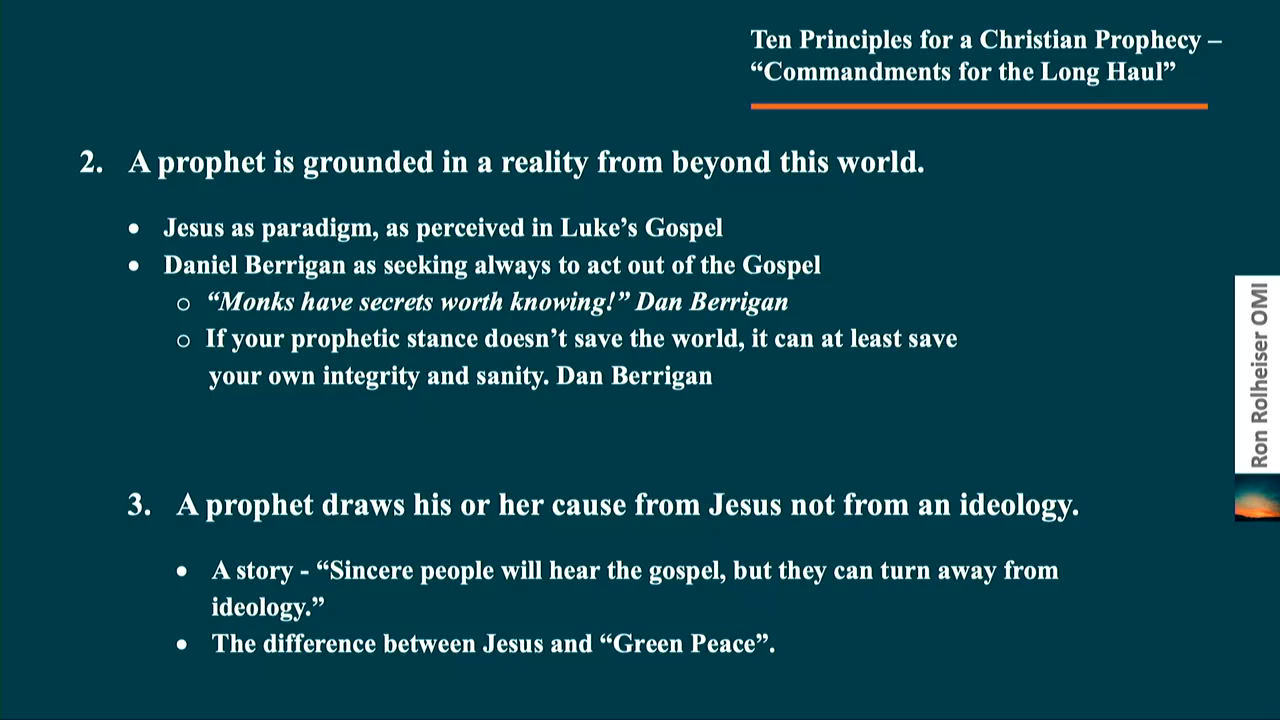 Ten Principles for a Christian Prophecy –
“Commandments for the Long Haul”
2. A prophet is grounded in a reality from beyond this world.
• Jesus as paradigm, as perceived in Luke’s Gospel
• Daniel Berrigan as seeking always to act out of the Gospel
o “Monks have secrets worth knowing!” Dan Berrigan
o If your prophetic stance doesn’t save the world, it can at least save
your own integrity and sanity. Dan Berrigan
3. A prophet draws his or her cause from Jesus not from an ideology.
• A story - “Sincere people will hear the gospel, but they can turn away from
ideology.”
• The difference between Jesus and “Green Peace”.
Ron Rolheiser OMI